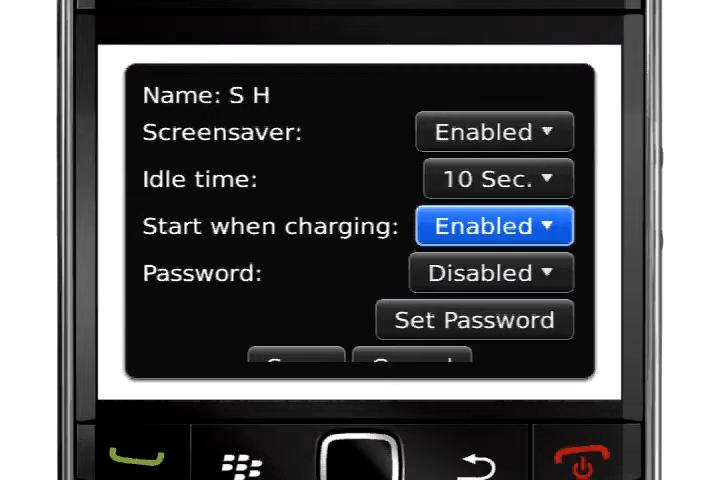 Name: S H
Screensaver: Enabled
Idle time: 10 Sec.
Start when charging: Enabled
Password: Disabled
Set Password